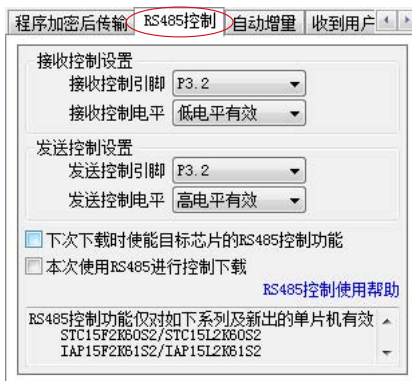 程序加密后传输 RS485控制 自动增量 收到用户
接收控制设置
接收控制引脚 P3.2
接收控制电平 低电平有效
发送控制设置
发送控制引脚 P3.2
发送控制电平 高电平有效
下次下载时使能目标芯片的RS485控制功能
本次使用RS485进行控制下载
RS485控制使用帮助
RS485控制功能仅对如下系列及新出的单片机有效
STC15F2K60S2/STC15L2K60S2
IAP15F2K61S2/IAP15L2K61S2